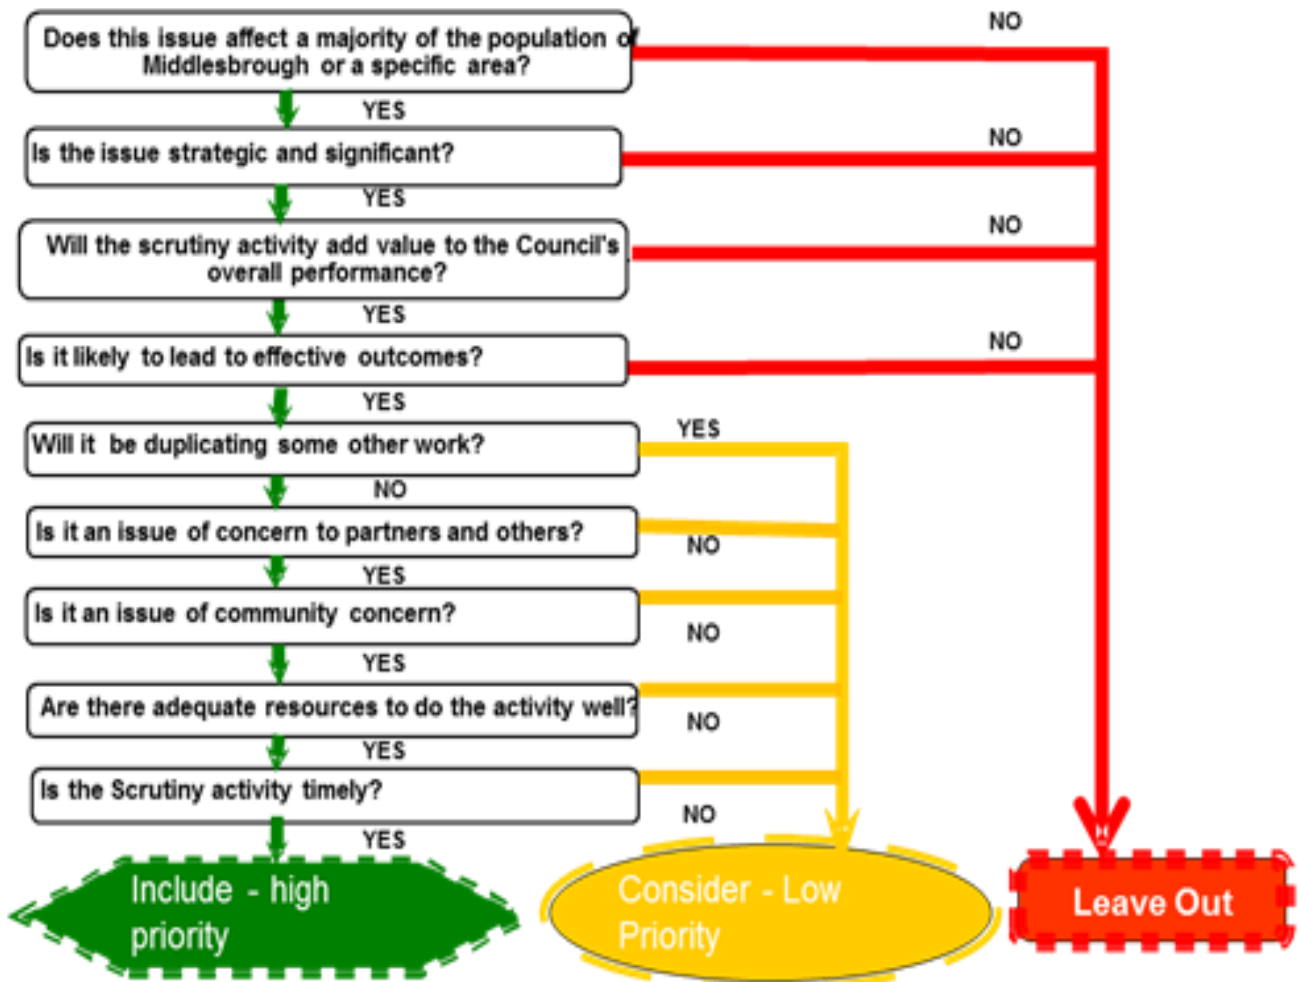 NO
Does this issue affect a majority of the population of
Middlesbrough or a specific area?
YES
NO
Is the issue strategic and significant?
YES
NO
Will the scrutiny activity add value to the Council's
overall performance?
YES
NO
Is it likely to lead to effective outcomes?
YES
YES
Will it be duplicating some other work?
NO
Is it an issue of concern to partners and others?
NO
YES
Is it an issue of community concern?
NO
YES
Are there adequate resources to do the activity well?
NO
YES
Is the Scrutiny activity timely?
NO
YES
Include - high
priority
Consider - Low
Priority
Leave Out